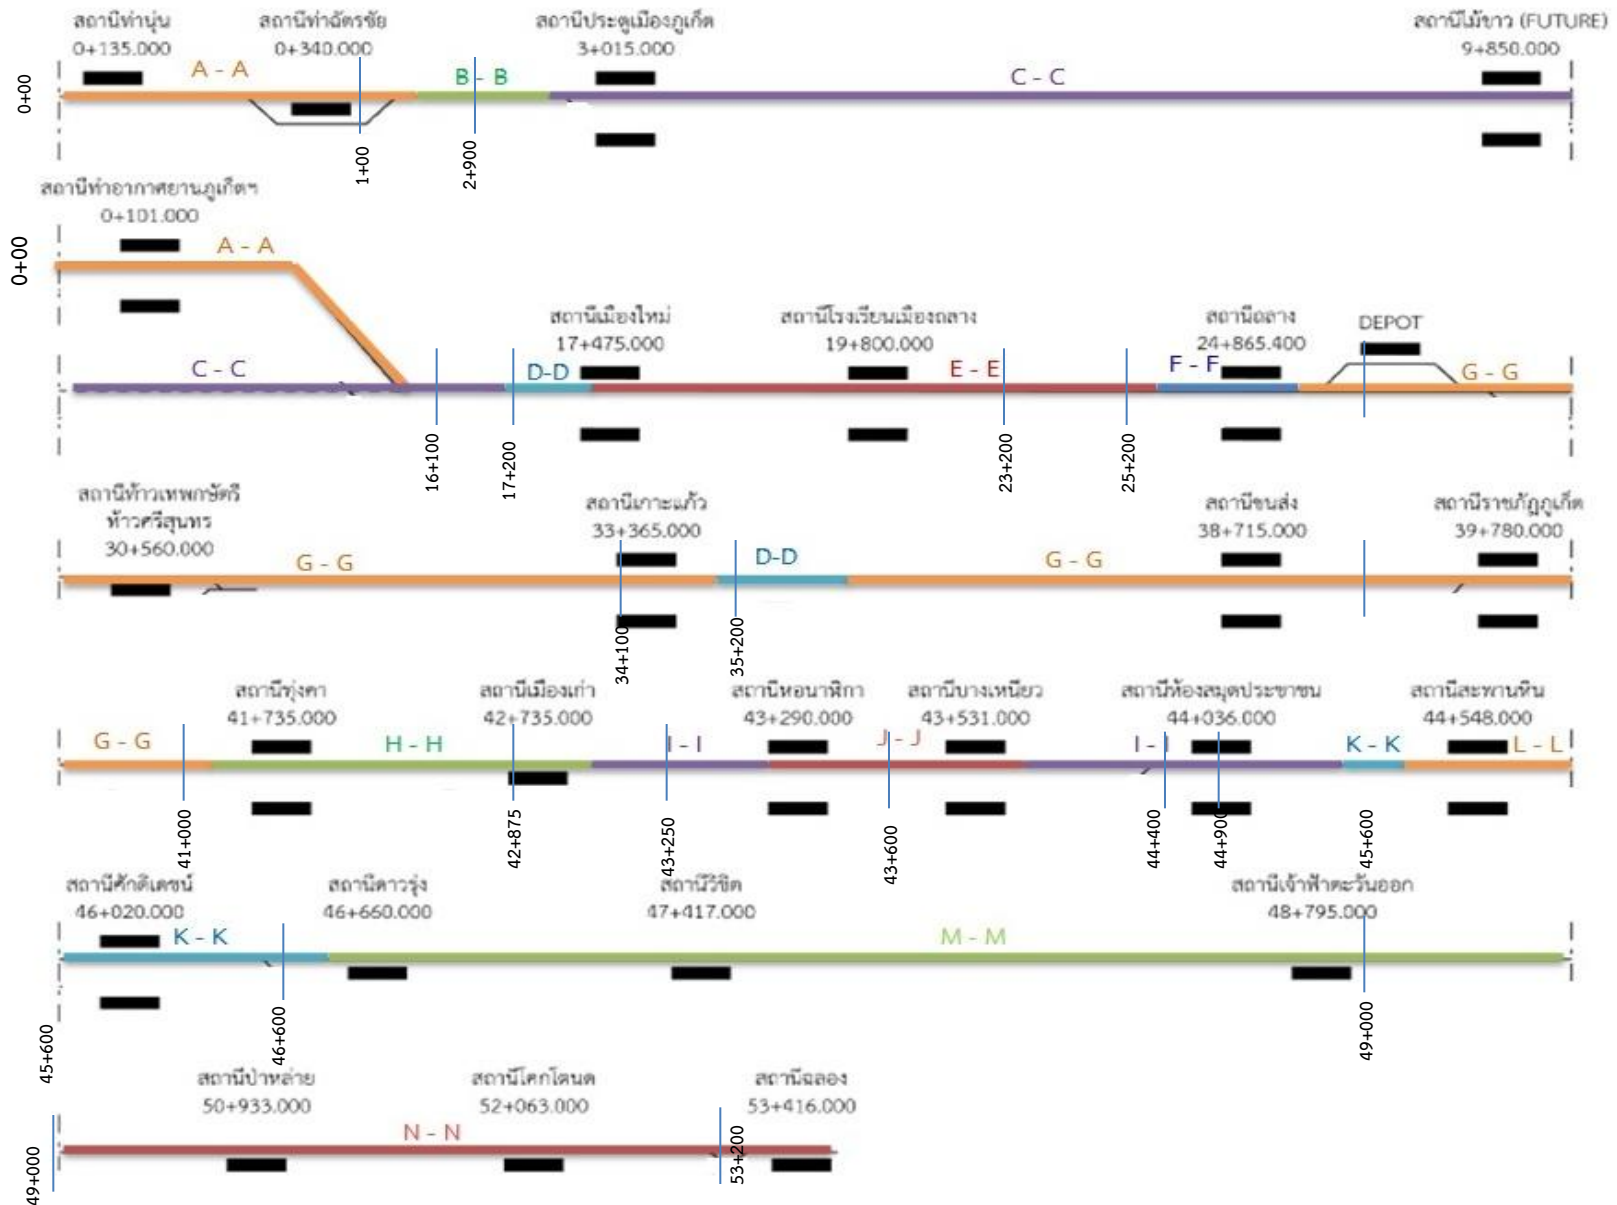 สถานีท่านุ่น
0+135.000
สถานีท่าฉัตรชัย
0+340.000
สถานีประตูเมืองภูเก็ต
3+015.000
สถานีไม้ขาว (FUTURE)
9+850.000
A - A
B - B
C - C
0+00
1+00
2+900
สถานีท่าอากาศยานภูเก็ตฯ
0+101.000
A - A
0+00
สถานีเมืองใหม่
17+475.000
สถานีโรงเรียนเมืองถลาง
19+800.000
สถานีถลาง
24+865.400
DEPOT
C - C
D-D
E - E
F - F
G - G
16+100
17+200
23+200
25+200
สถานีท้าวเทพกษัตรี
ท้าวศรีสุนทร
30+560.000
สถานีเกาะแก้ว
33+365.000
สถานีขนส่ง
38+715.000
สถานีราชภัฏภูเก็ต
39+780.000
G - G
D-D
G - G
34+100
35+200
สถานีทุ่งคา
41+735.000
สถานีเมืองเก่า
42+735.000
สถานีหอนาฬิกา
43+290.000
สถานีบางเหนียว
43+531.000
สถานีห้องสมุดประชาชน
44+036.000
สถานีสะพานหิน
44+548.000
G - G
H - H
I - I
J - J
I - I
K - K
L - L
41+000
42+875
43+250
43+600
44+400
44+900
45+600
สถานีศักดิเดชน์
46+020.000
สถานีดาวรุ่ง
46+660.000
สถานีวิชิต
47+417.000
สถานีเจ้าฟ้าตะวันออก
48+795.000
K - K
M - M
45+600
46+600
49+000
สถานีป่าหล่าย
50+933.000
สถานีโคกโตนด
52+063.000
สถานีฉลอง
53+416.000
N - N
49+000
53+200